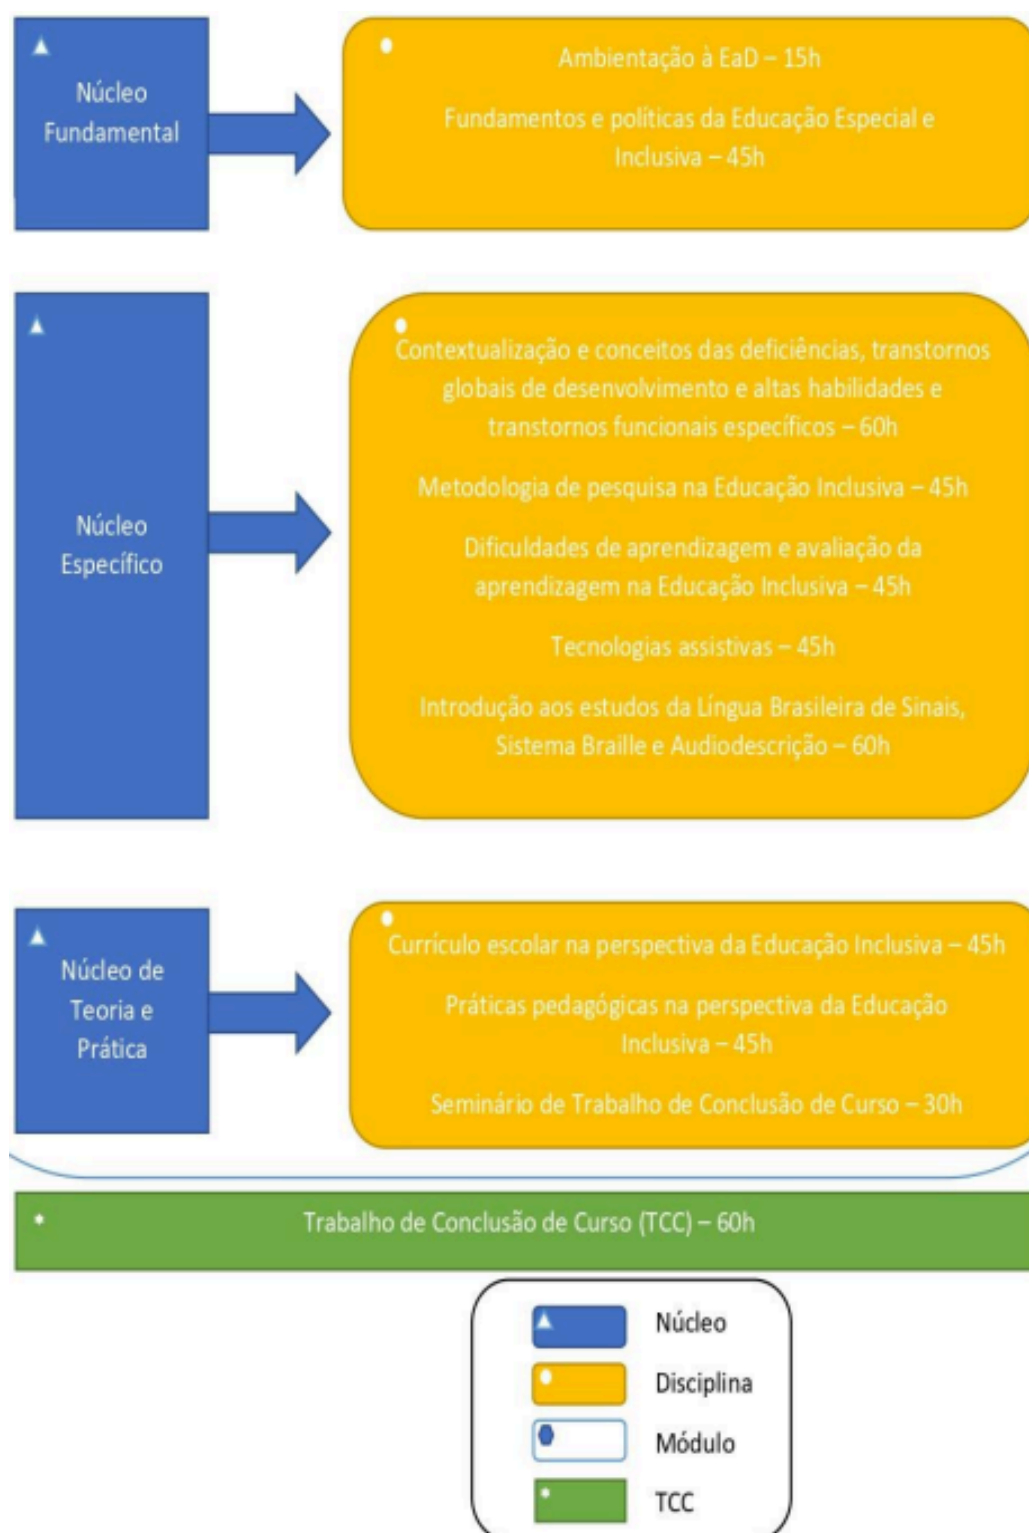 Núcleo
Fundamental
Ambientação à EaD – 15h
Fundamentos e políticas da Educação Especial e
Inclusiva – 45h
Núcleo
Específico
Contextualização e conceitos das deficiências, transtornos
globais de desenvolvimento e altas habilidades e
transtornos funcionais específicos – 60h
Metodologia de pesquisa na Educação Inclusiva – 45h
Dificuldades de aprendizagem e avaliação da
aprendizagem na Educação Inclusiva – 45h
Tecnologias assistivas – 45h
Introdução aos estudos da Língua Brasileira de Sinais,
Sistema Braille e Audiodescrição – 60h
Núcleo de
Teoria e
Prática
Currículo escolar na perspectiva da Educação Inclusiva – 45h
Práticas pedagógicas na perspectiva da Educação
Inclusiva – 45h
Seminário de Trabalho de Conclusão de Curso – 30h
Trabalho de Conclusão de Curso (TCC) – 60h
Núcleo
Disciplina
Módulo
TCC